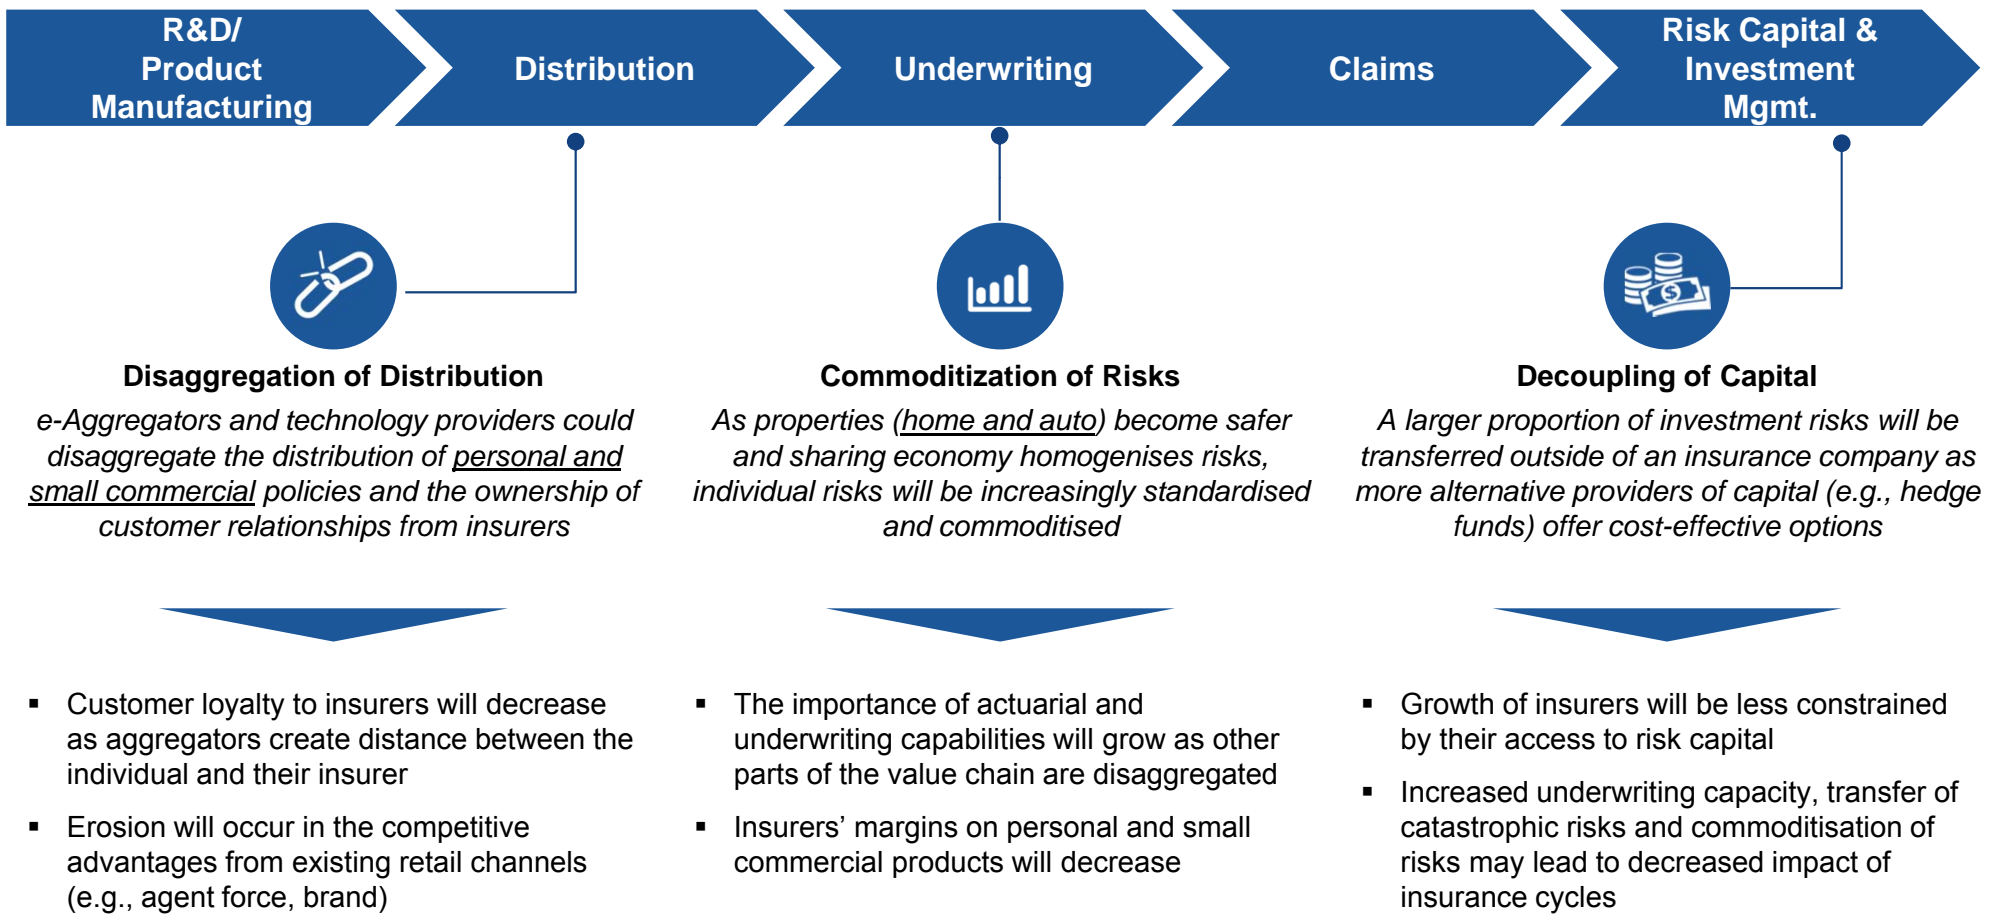 R&D/
Product
Manufacturing
Distribution
Underwriting
Claims
Risk Capital &
Investment
Mgmt.
Disaggregation of Distribution
e-Aggregators and technology providers could
disaggregate the distribution of personal and
small commercial policies and the ownership of
customer relationships from insurers
Commoditization of Risks
As properties (home and auto) become safer
and sharing economy homogenises risks,
individual risks will be increasingly standardised
and commoditised
Decoupling of Capital
A larger proportion of investment risks will be
transferred outside of an insurance company as
more alternative providers of capital (e.g., hedge
funds) offer cost-effective options
▪ Customer loyalty to insurers will decrease
as aggregators create distance between the
individual and their insurer
▪ Erosion will occur in the competitive
advantages from existing retail channels
(e.g., agent force, brand)
▪ The importance of actuarial and
underwriting capabilities will grow as other
parts of the value chain are disaggregated
▪ Insurers’ margins on personal and small
commercial products will decrease
▪ Growth of insurers will be less constrained
by their access to risk capital
▪ Increased underwriting capacity, transfer of
catastrophic risks and commoditisation of
risks may lead to decreased impact of
insurance cycles